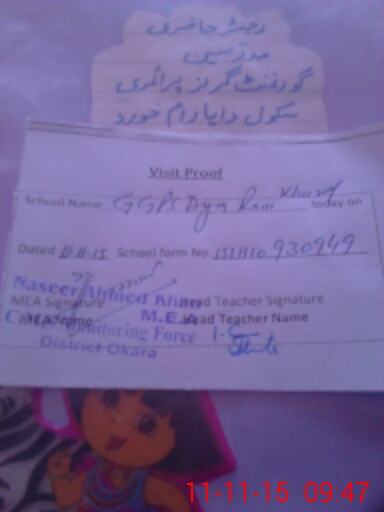 رجسٹر حاضری
مدرسین
گورنمنٹ گرلز پرائمری
سکول دایا رام خورد
Visit Proof
School Name GGPS Dya Ram Khurd today on
Dated 11-11-15 School form No. 930949
Naseer Ahmed Khan
MEA Signature Head Teacher Signature
M.E.A
MEA Name Head Teacher Name
Monitoring Force
District Okara
11-11-15 09:47